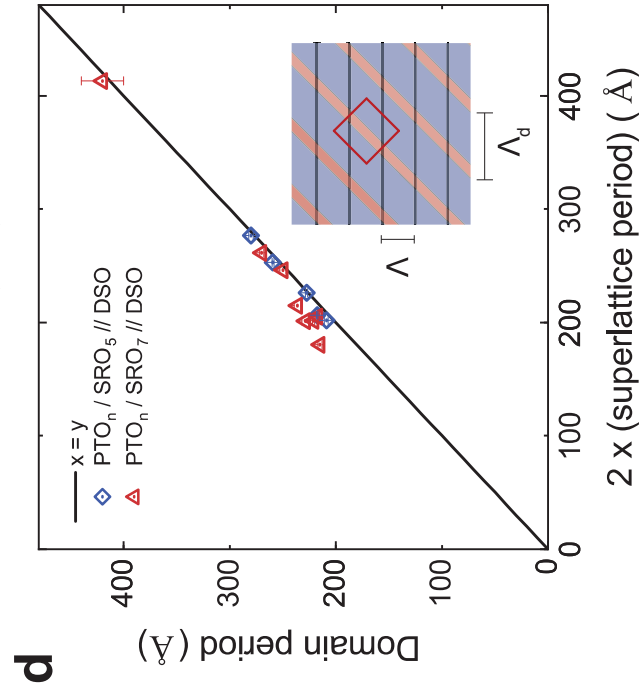 d
x = y
PTOₙ / SRO₅ // DSO
PTOₙ / SRO₇ // DSO
Domain period (Å)
400
300
200
100
0
0
100
200
300
400
2 x (superlattice period) ( Å)
Λ
Λd